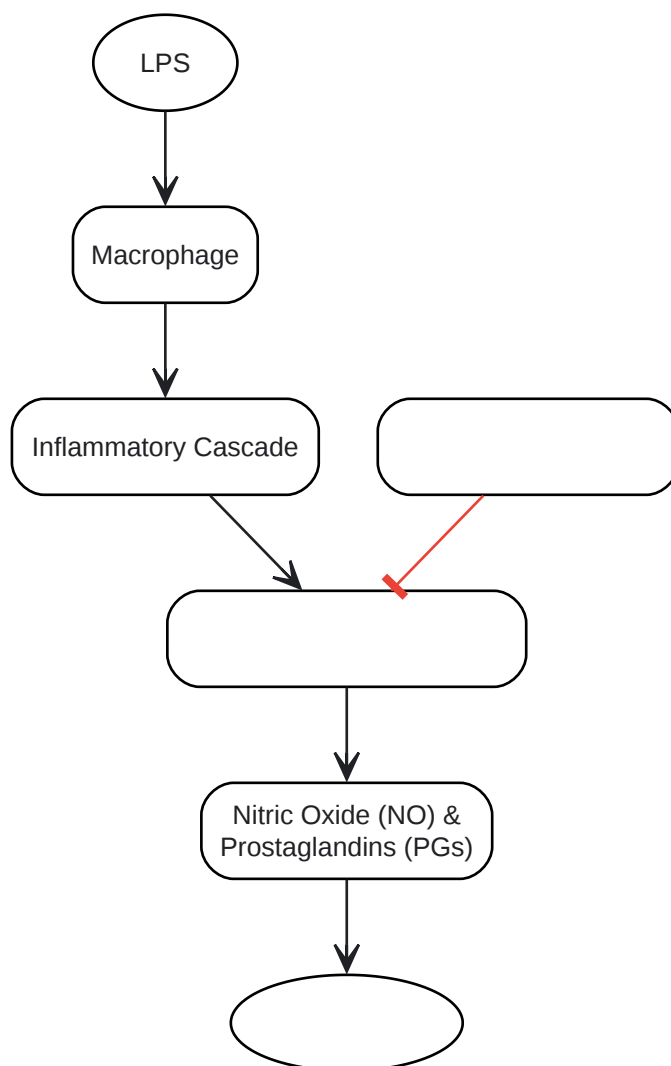 LPS
Macrophage
Inflammatory Cascade
Nitric Oxide (NO) &
Prostaglandins (PGs)